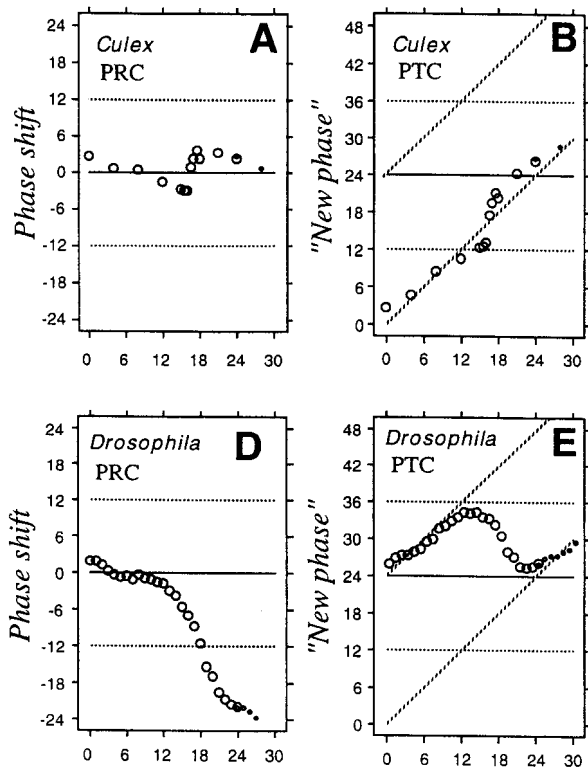 A
Culex
PRC
Phase shift
24
18
12
6
0
-6
-12
-18
-24
0 6 12 18 24 30
B
Culex
PTC
"New phase"
48
42
36
30
24
18
12
6
0
0 6 12 18 24 30
D
Drosophila
PRC
Phase shift
24
18
12
6
0
-6
-12
-18
-24
0 6 12 18 24 30
E
Drosophila
PTC
"New phase"
48
42
36
30
24
18
12
6
0
0 6 12 18 24 30